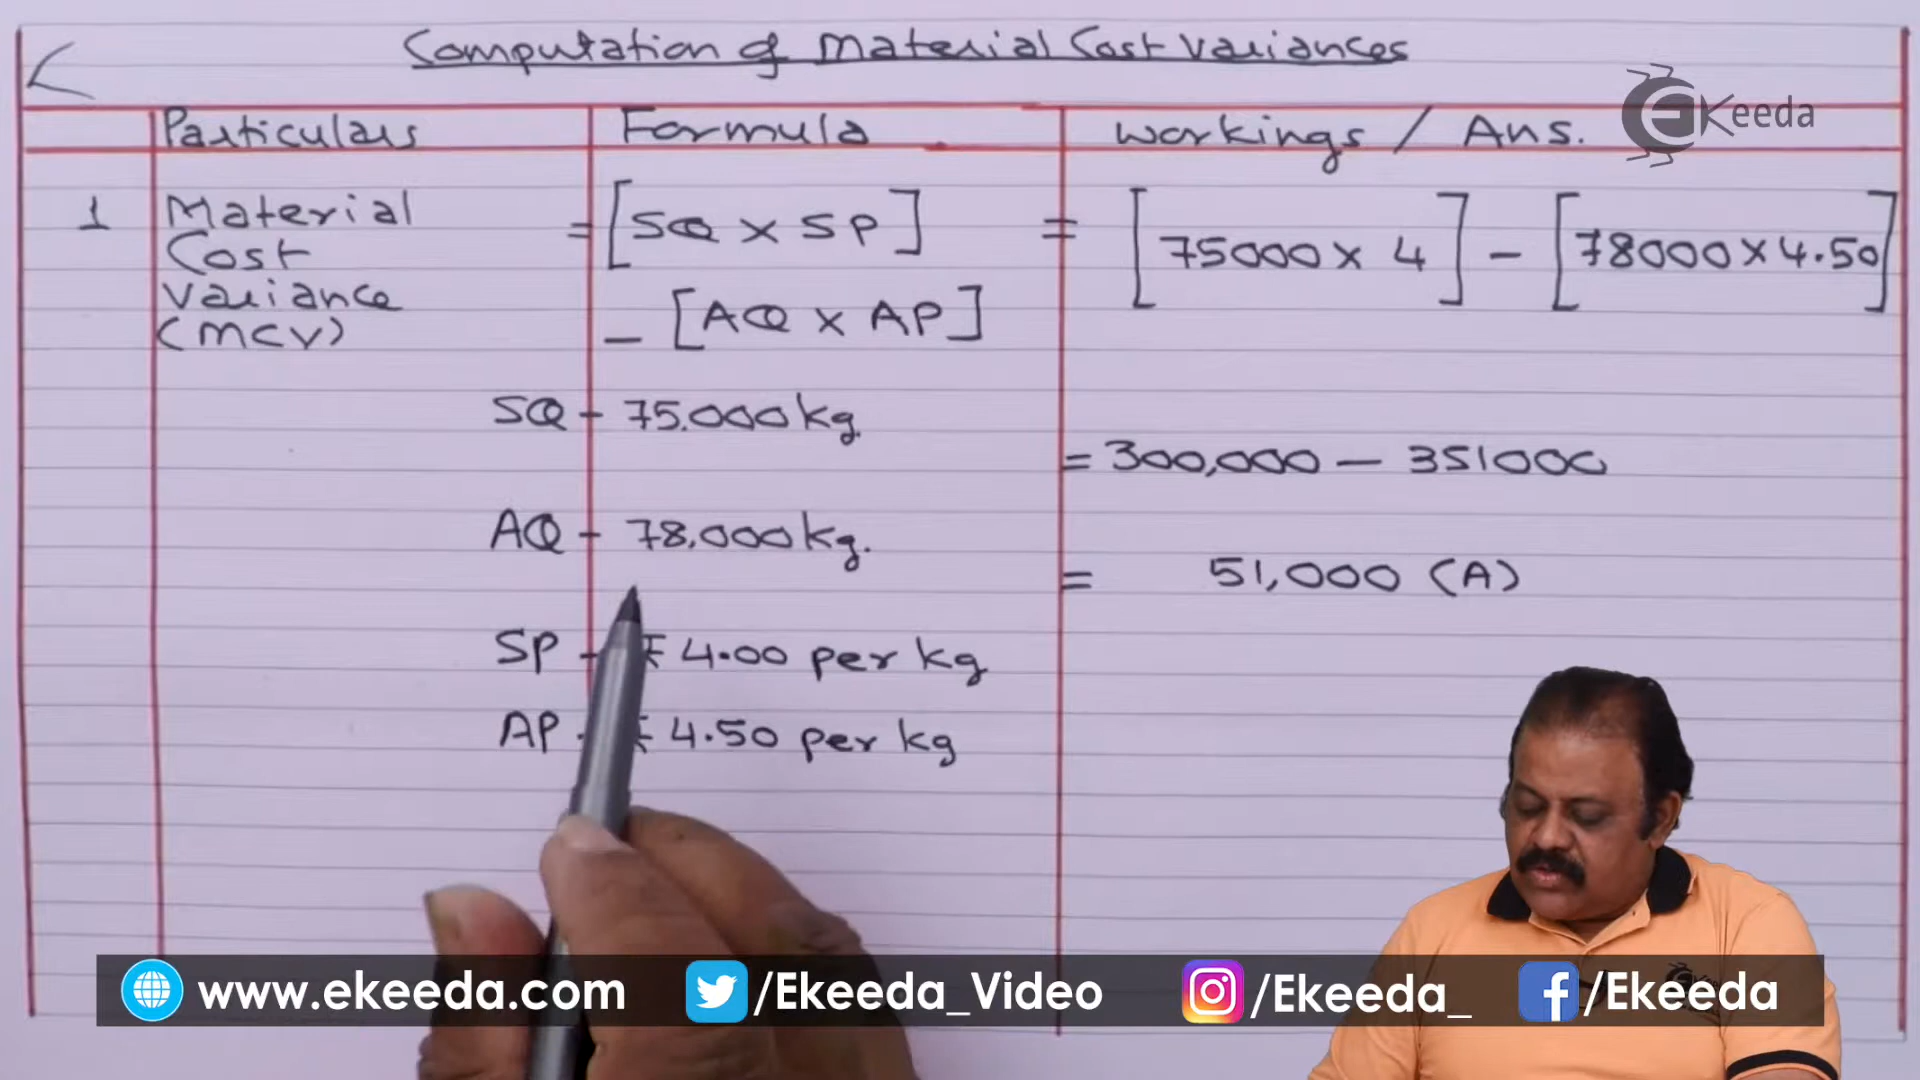 Computation of Material Cost Variances
Ekeeda
Particulars Formula Workings / Ans.
1 Material = [SQ x SP] = [75000 x 4] - [78000 x 4.50]
Cost
Variance
(MCV) - [AQ x AP]
SQ - 75,000 kg.
= 300,000 - 351000
AQ - 78,000 kg.
= 51,000 (A)
SP - ₹ 4.00 per kg
AP - ₹ 4.50 per kg
www.ekeeda.com /Ekeeda_Video /Ekeeda_ /Ekeeda